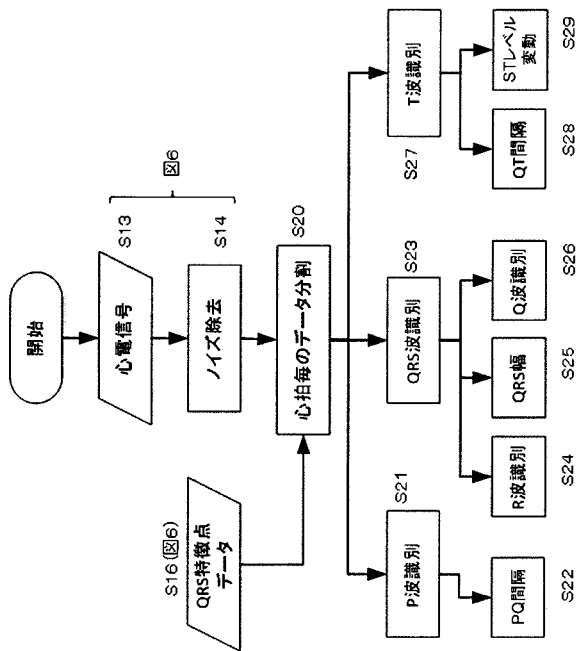 開始
心電信号
S13
図6
ノイズ除去
S14
S16(図6)
QRS特徴点
データ
心拍毎のデータ分割
S20
P波識別
S21
QRS波識別
S23
T波識別
S27
PQ間隔
S22
R波識別
S24
QRS幅
S25
Q波識別
S26
QT間隔
S28
STレベル
変動
S29